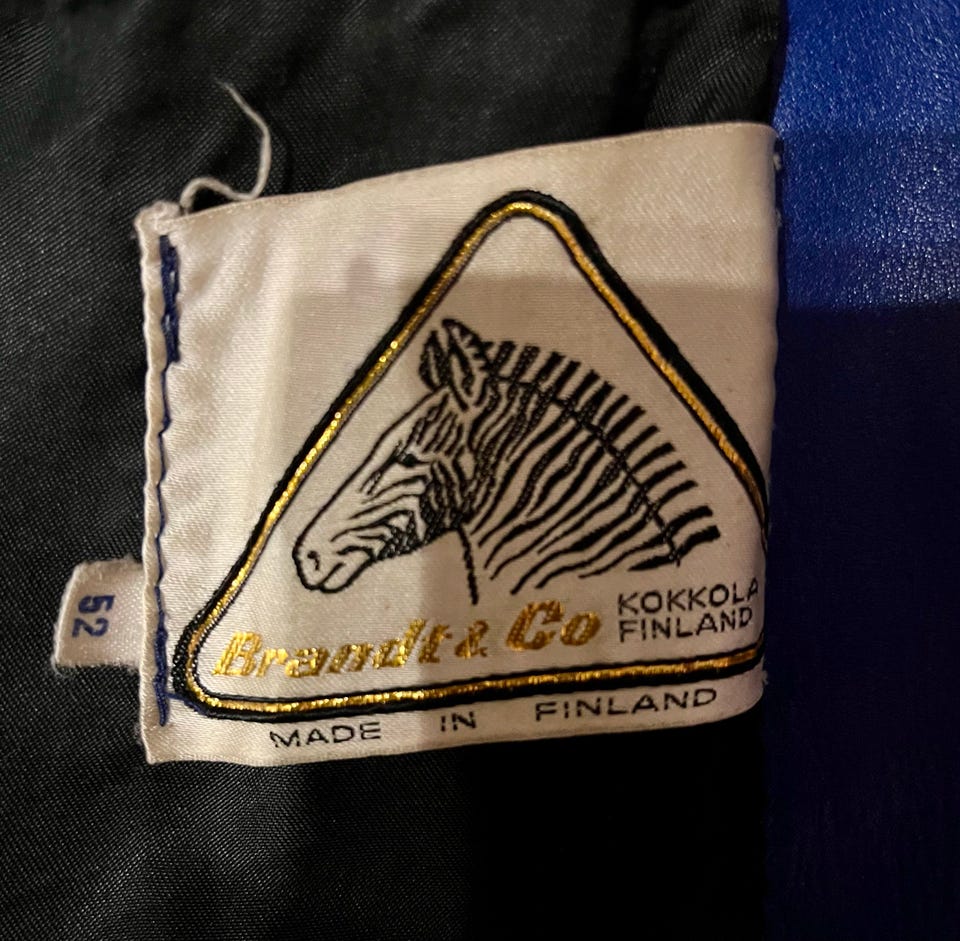 Brandt & Co
KOKKOLA
FINLAND
MADE IN FINLAND
52